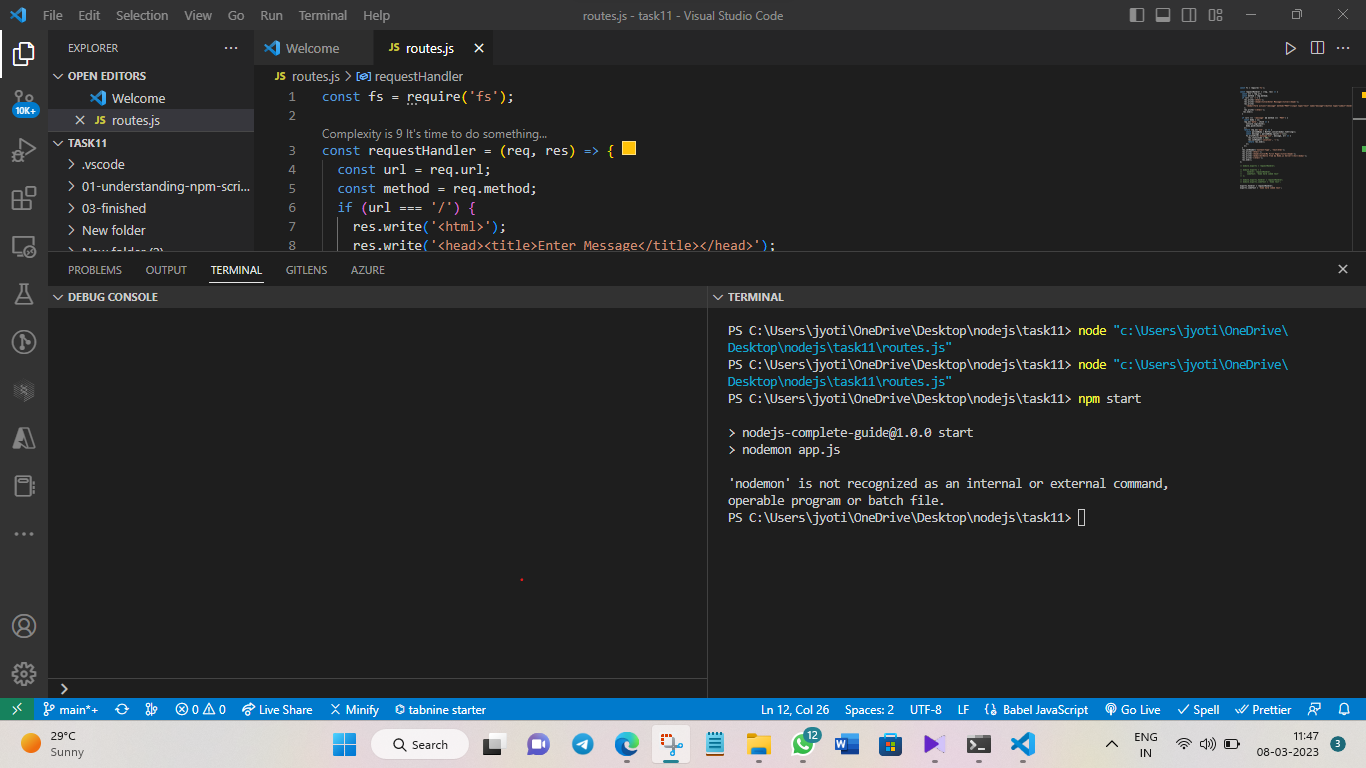 File Edit Selection View Go Run Terminal Help routes.js - task11 - Visual Studio Code
EXPLORER ...
OPEN EDITORS
Welcome
JS routes.js
10K+
TASK11
.vscode
01-understanding-npm-scri...
03-finished
New folder
New folder (2)
Welcome JS routes.js
JS routes.js > requestHandler
1 const fs = require('fs');
2
Complexity is 9 It's time to do something...
3 const requestHandler = (req, res) => {
4 const url = req.url;
5 const method = req.method;
6 if (url === '/') {
7 res.write('<html>');
8 res.write('<head><title>Enter Message</title></head>');
PROBLEMS OUTPUT TERMINAL GITLENS AZURE
DEBUG CONSOLE
TERMINAL
PS C:\Users\jyoti\OneDrive\Desktop\nodejs\task11> node "c:\Users\jyoti\OneDrive\
Desktop\nodejs\task11\routes.js"
PS C:\Users\jyoti\OneDrive\Desktop\nodejs\task11> node "c:\Users\jyoti\OneDrive\
Desktop\nodejs\task11\routes.js"
PS C:\Users\jyoti\OneDrive\Desktop\nodejs\task11> npm start
> nodejs-complete-guide@1.0.0 start
> nodemon app.js
'nodemon' is not recognized as an internal or external command,
operable program or batch file.
PS C:\Users\jyoti\OneDrive\Desktop\nodejs\task11>
main*+ 0 0 Live Share Minify tabnine starter Ln 12, Col 26 Spaces: 2 UTF-8 LF Babel JavaScript Go Live Spell Prettier
29°C
Sunny
Search
12
ENG
IN
11:47
08-03-2023
3